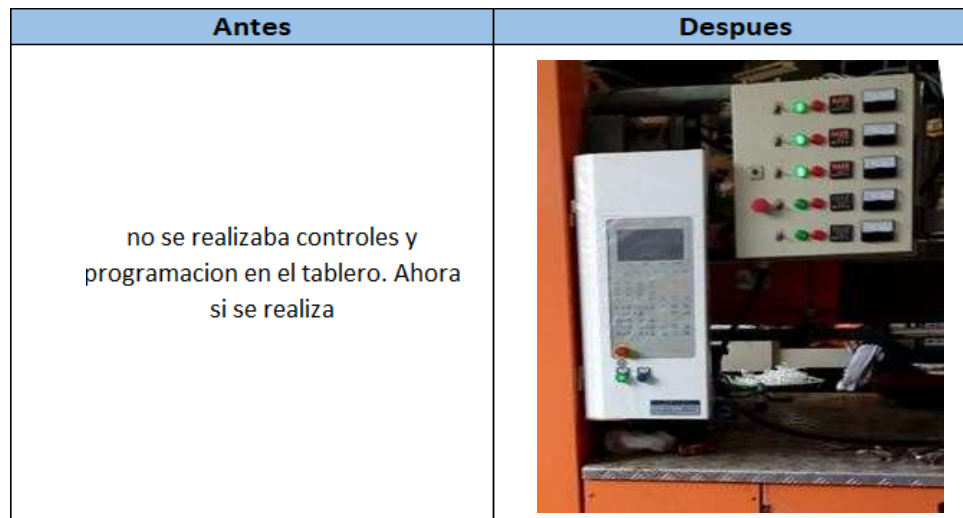 Antes
Despues
no se realizaba controles y
programacion en el tablero. Ahora
si se realiza